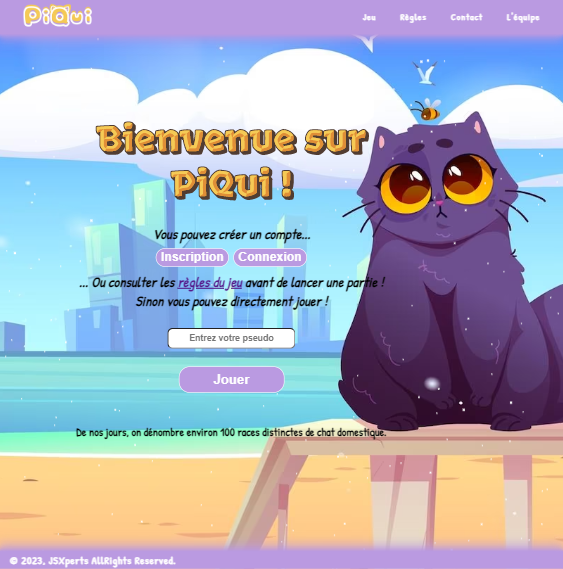 PiQui
Jeu Règles Contact L'équipe
Bienvenue sur
PiQui !
Vous pouvez créer un compte...
Inscription Connexion
... Ou consulter les règles du jeu avant de lancer une partie !
Sinon vous pouvez directement jouer !
Entrez votre pseudo
Jouer
De nos jours, on dénombre environ 100 races distinctes de chat domestique.
© 2023, JSXperts AllRights Reserved.